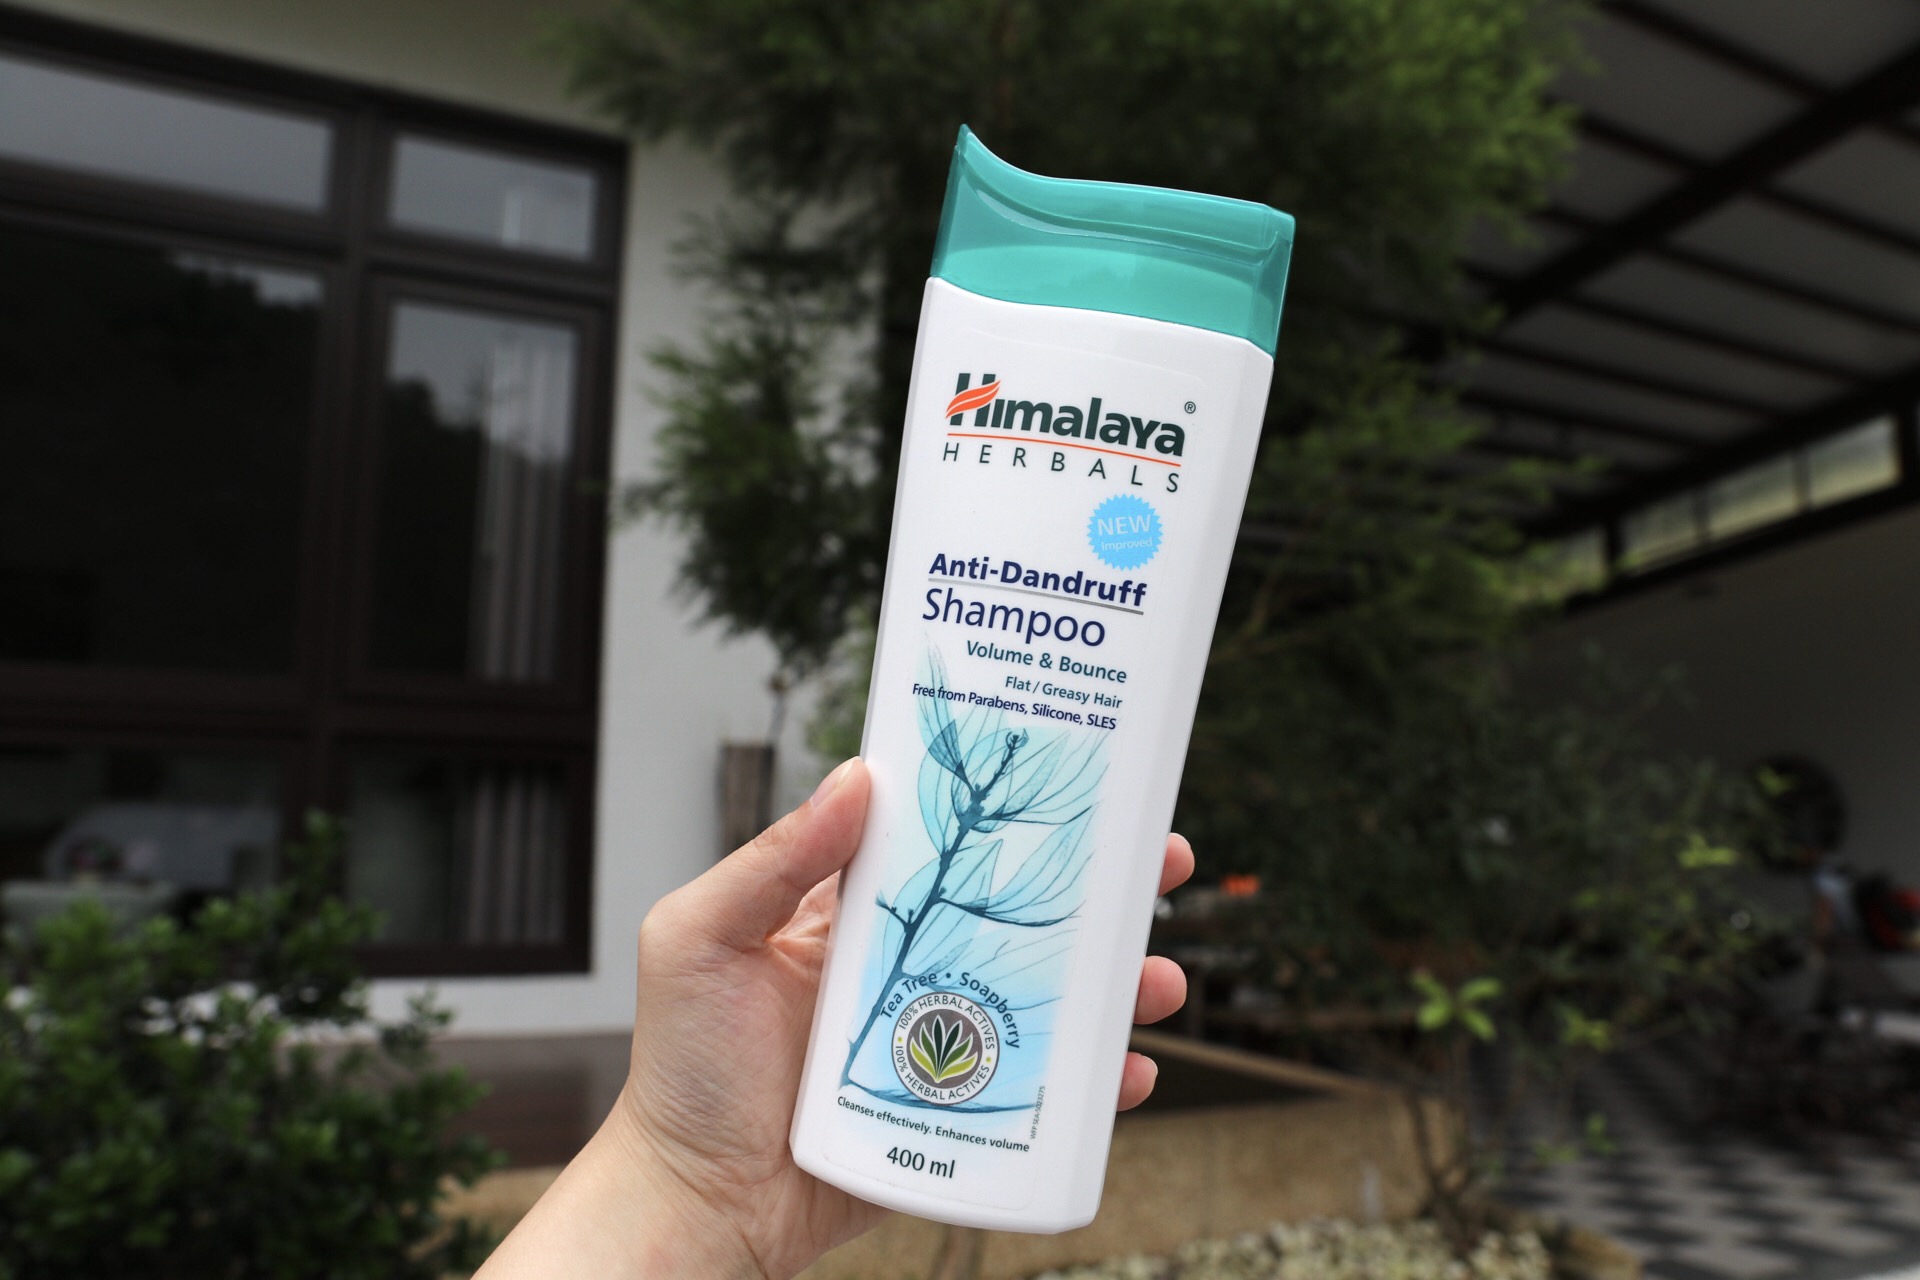 Himalaya®
HERBALS
NEW
Improved
Anti-Dandruff
Shampoo
Volume & Bounce
Flat / Greasy Hair
Free from Parabens, Silicone, SLES
Tea Tree • Soapberry
100% HERBAL ACTIVES
100% HERBAL ACTIVES
Cleanses effectively. Enhances volume
400 ml